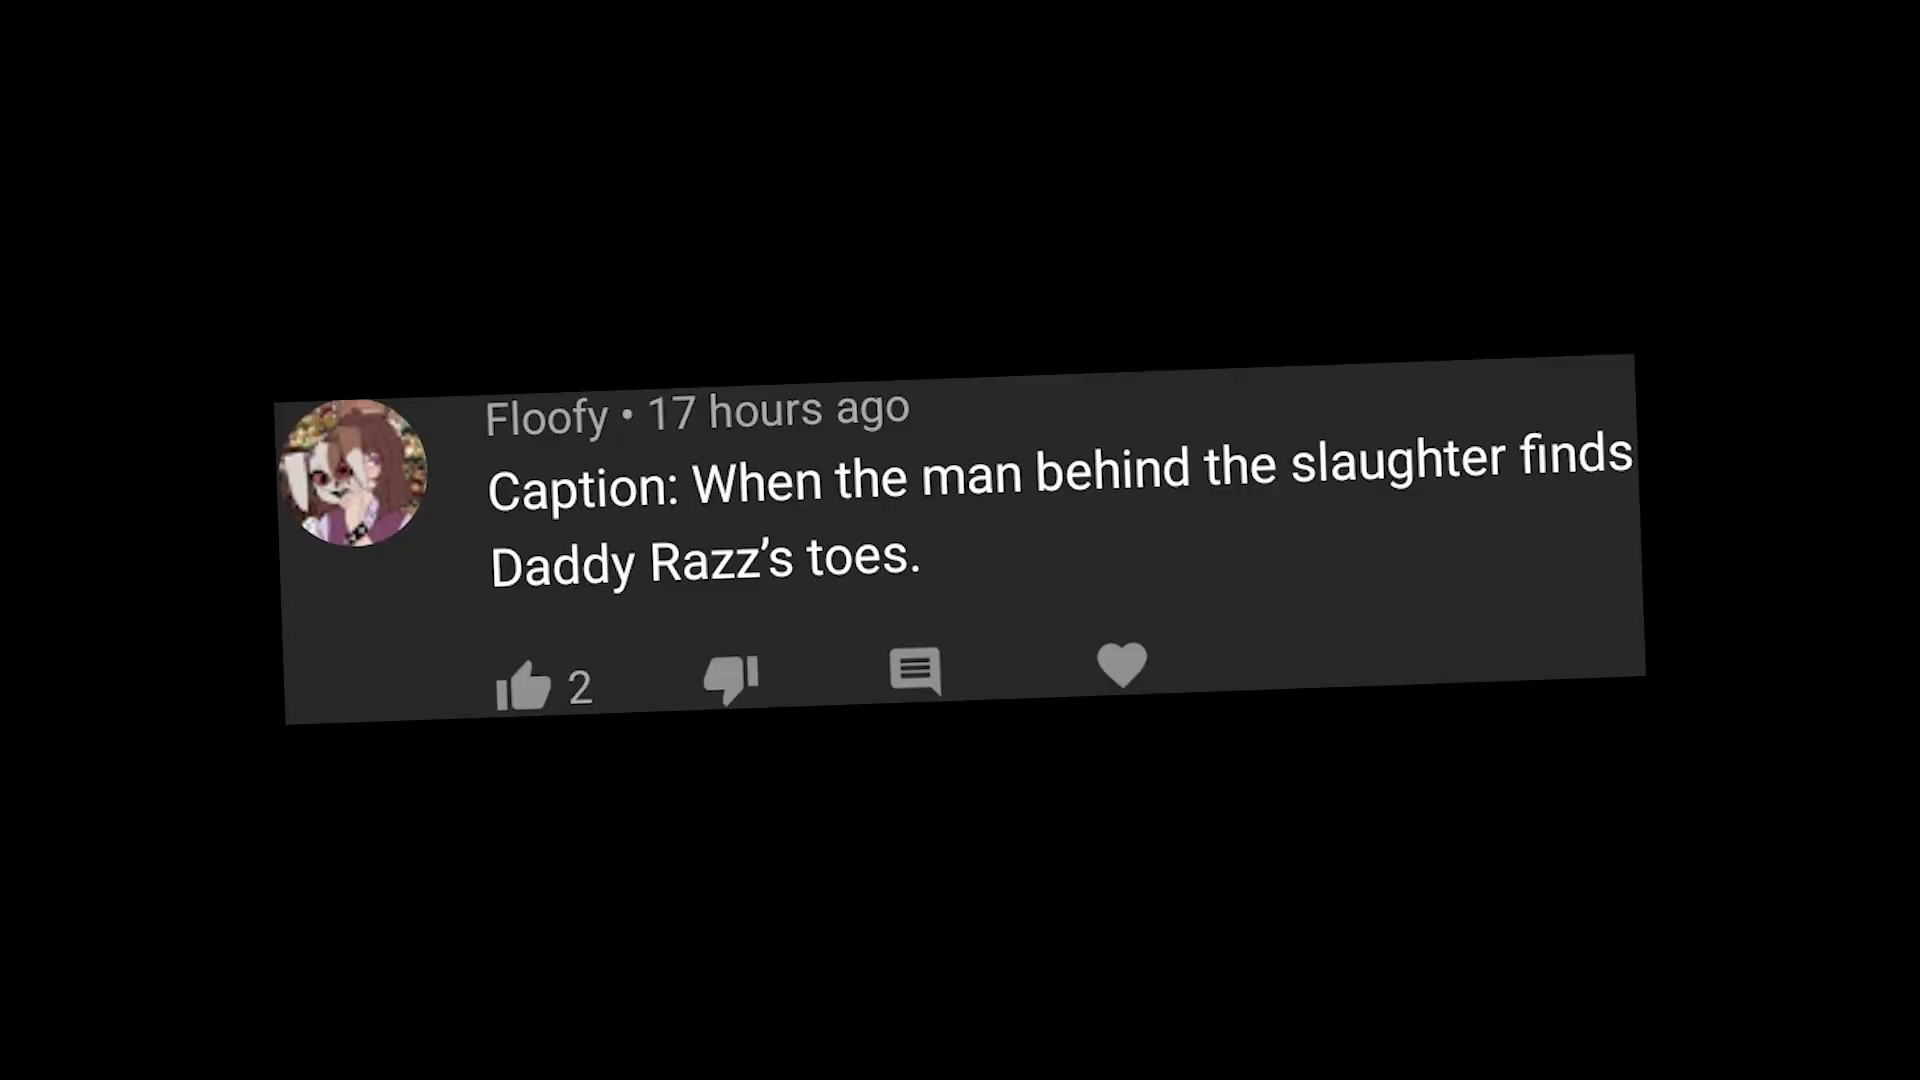 Floofy • 17 hours ago
Caption: When the man behind the slaughter finds
Daddy Razz’s toes.
2